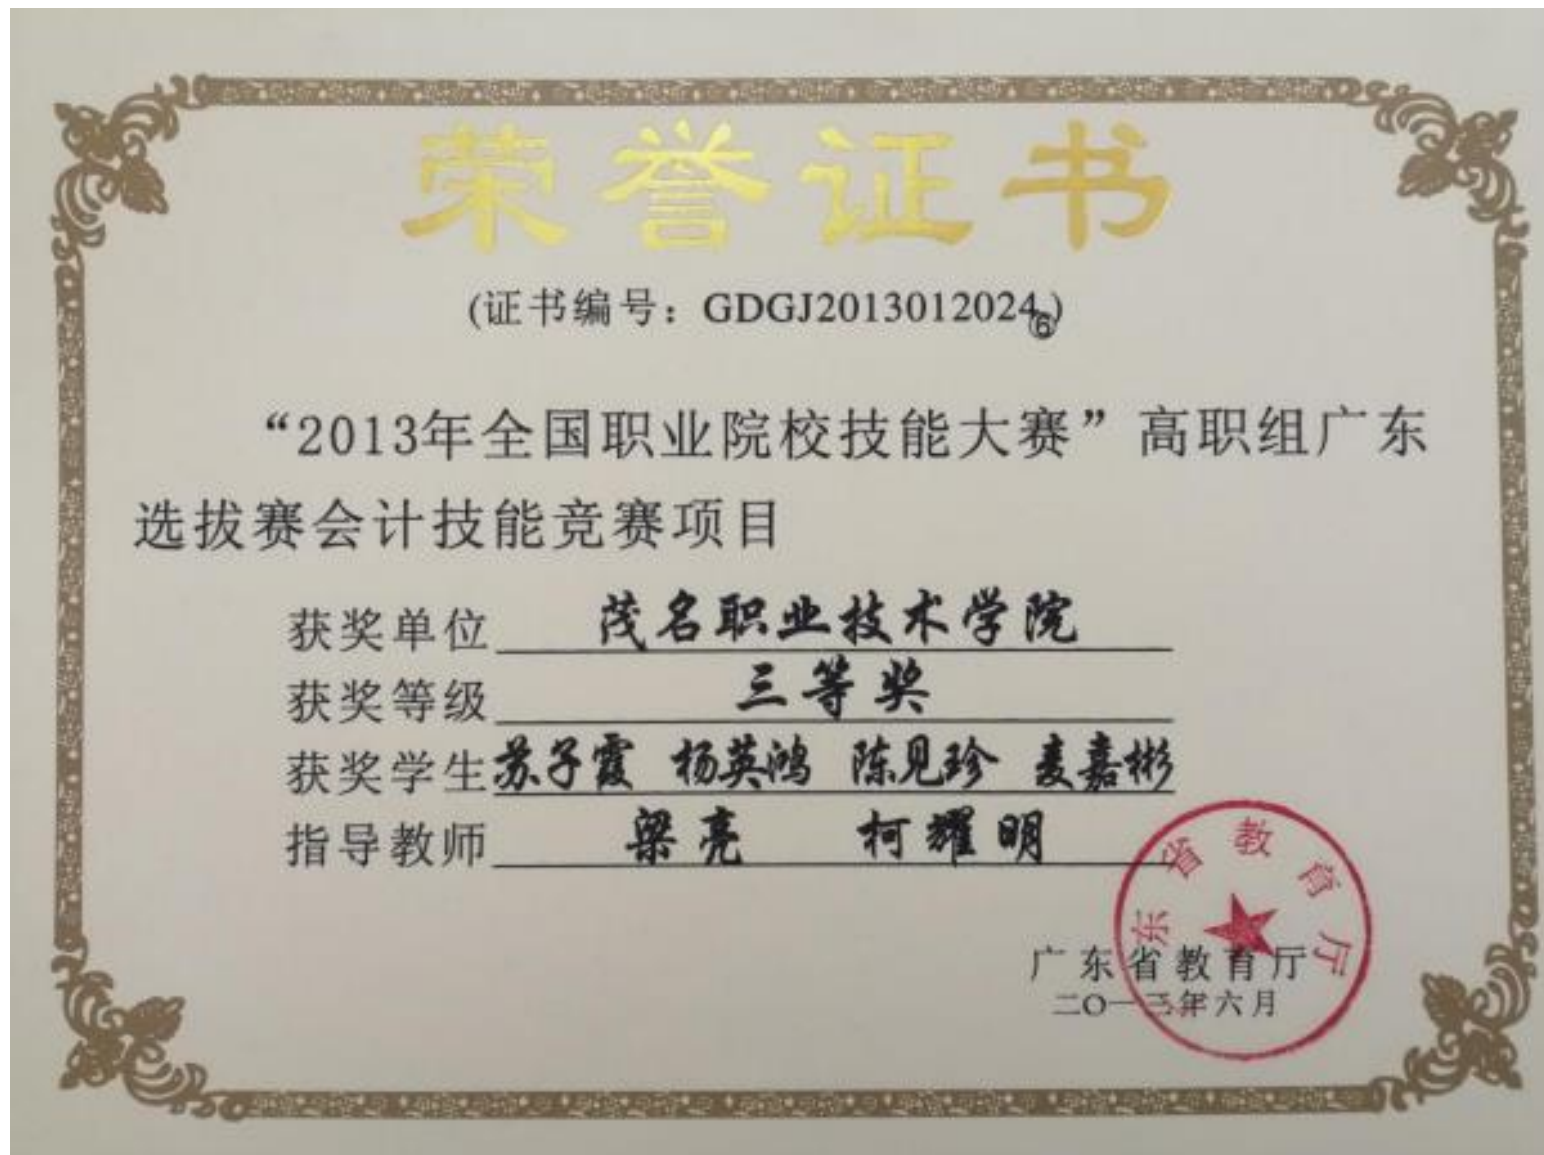 荣誉证书
(证书编号：GDGJ2013012024⑥)
“2013年全国职业院校技能大赛”高职组广东
选拔赛会计技能竞赛项目
获奖单位 茂名职业技术学院
获奖等级 三等奖
获奖学生 苏子霞 杨英鸿 陈见珍 麦嘉彬
指导教师 梁亮 柯耀明
东省教育厅
广东省教育厅
二〇一三年六月